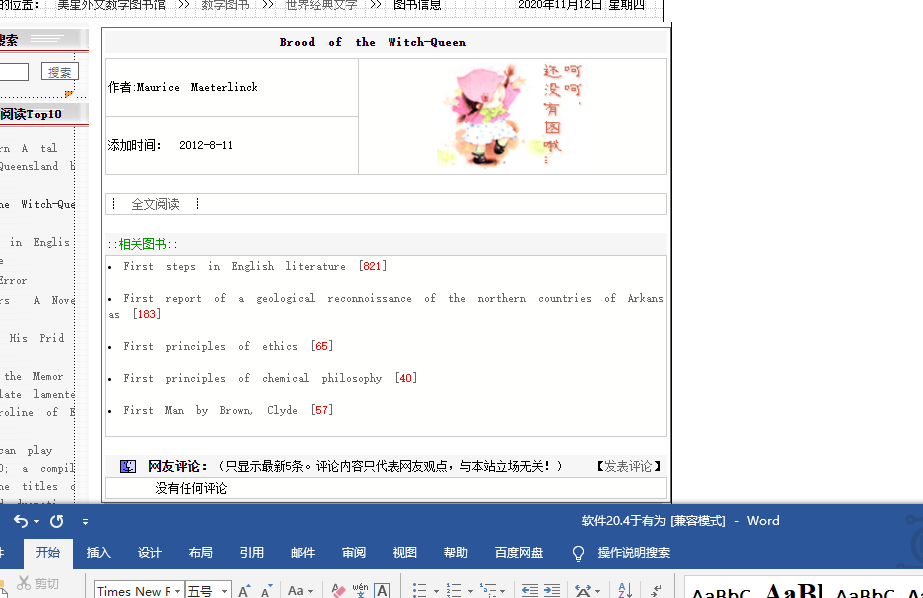 的位置： 美星外文数字图书馆 >> 数字图书 >> 世界经典文学 >> 图书信息 2020年11月12日 星期四
搜索
搜索
阅读Top10
rn A tal
Queensland b
he Witch-Que
in Englis
e
Error
rs A Nove
His Prid
the Memor
late lamente
roline of E
can play
0; a compil
ne titles o
Brood of the Witch-Queen
作者:Maurice Maeterlinck
添加时间: 2012-8-11
还没有图哦...
呵呵,
┆ 全文阅读 ┆
::相关图书::
• First steps in English literature [821]
• First report of a geological reconnoissance of the northern countries of Arkans
as [183]
• First principles of ethics [65]
• First principles of chemical philosophy [40]
• First Man by Brown, Clyde [57]
网友评论：（只显示最新5条。评论内容只代表网友观点，与本站立场无关！） 【发表评论】
没有任何评论
软件20.4于有为 [兼容模式] - Word
开始 插入 设计 布局 引用 邮件 审阅 视图 帮助 百度网盘 操作说明搜索
剪切
Times New R 五号 A A Aa wén A A
AaBbC AaBl AaBbC